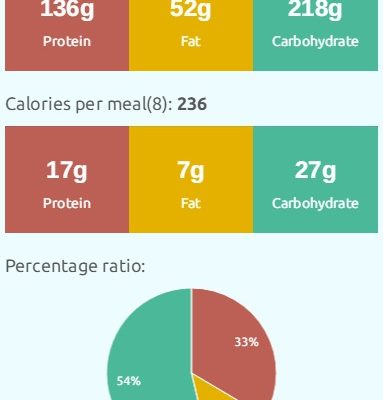 136g 52g 218g
Protein Fat Carbohydrate
Calories per meal(8): 236
17g 7g 27g
Protein Fat Carbohydrate
Percentage ratio:
33%
54%